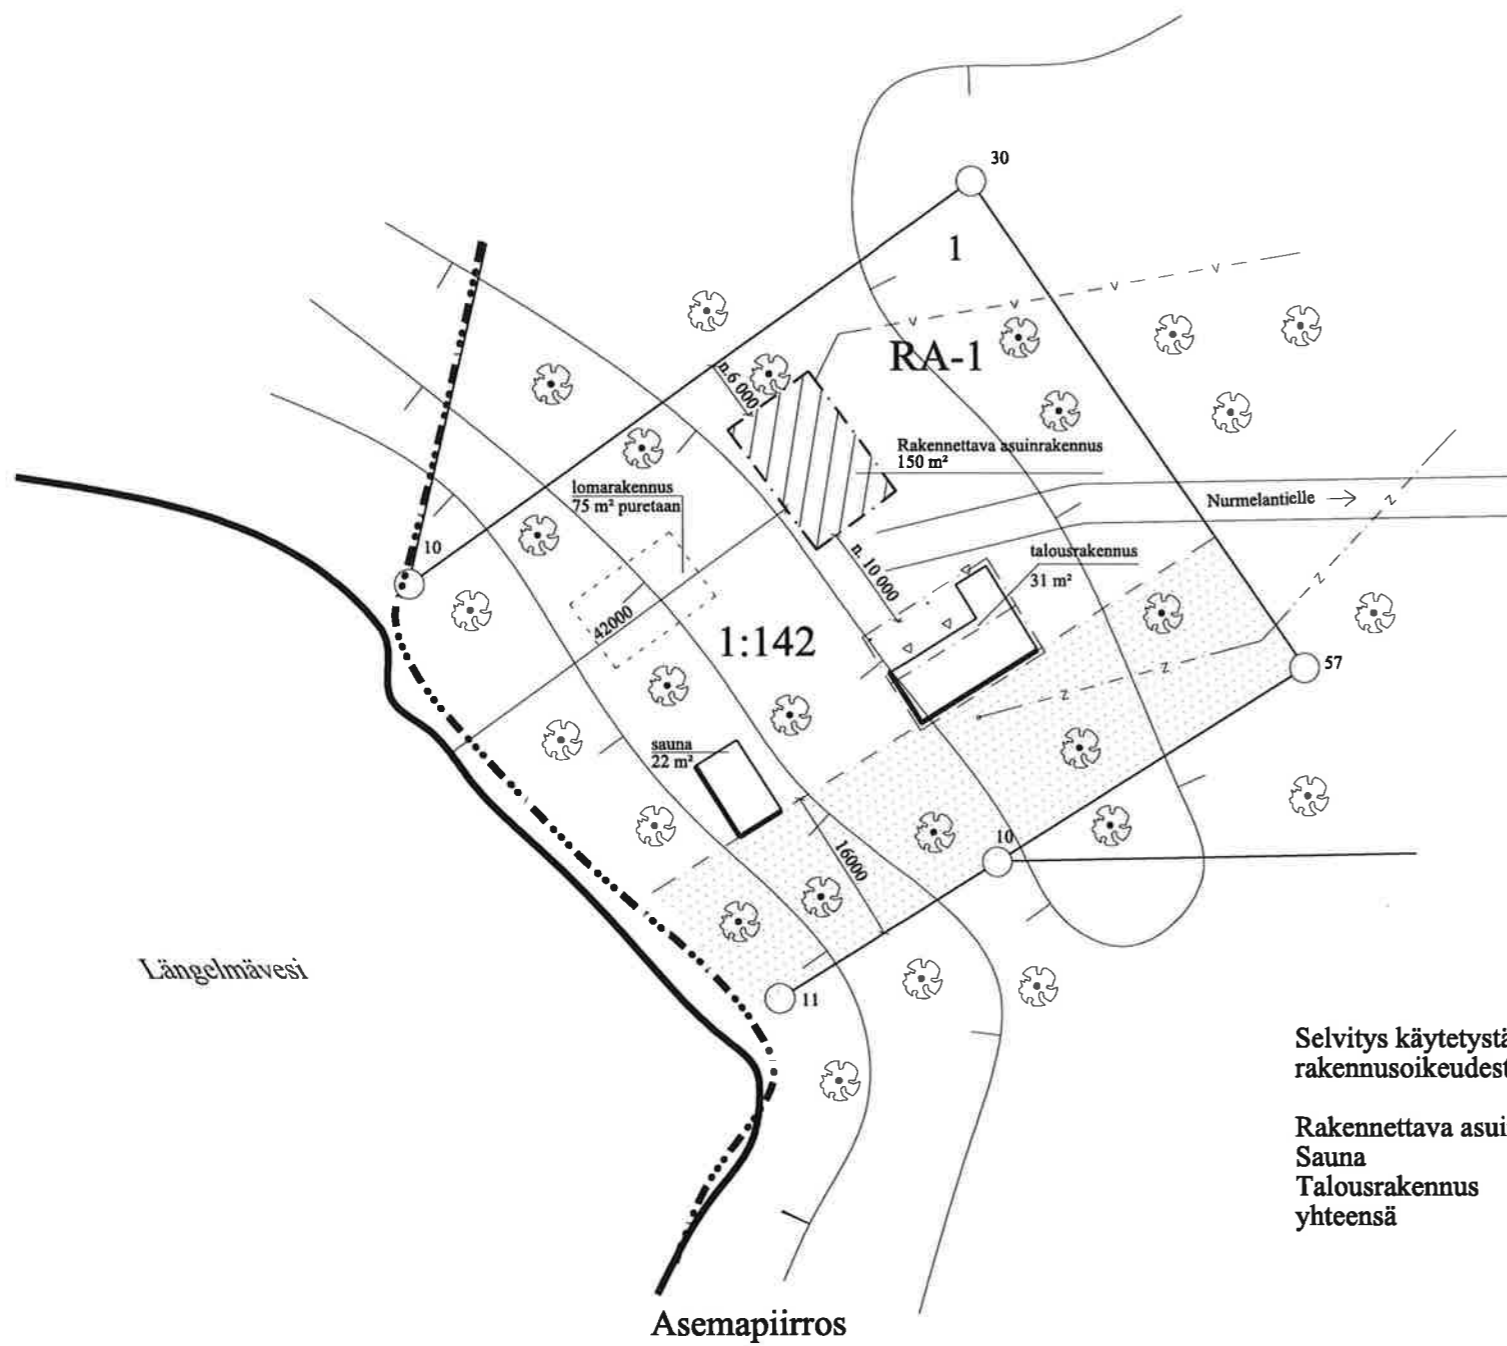 30
1
RA-1
n.6 000
Rakennettava asuinrakennus
150 m²
lomarakennus
75 m² puretaan
Nurmelantielle
10
n. 10 000
talousrakennus
31 m²
42000
1:142
57
sauna
22 m²
10
16000
11
Längelmävesi
Selvitys käytetystä
rakennusoikeudest
Rakennettava asui
Sauna
Talousrakennus
yhteensä
Asemapiirros
v
v
v
v
z
z
z
z